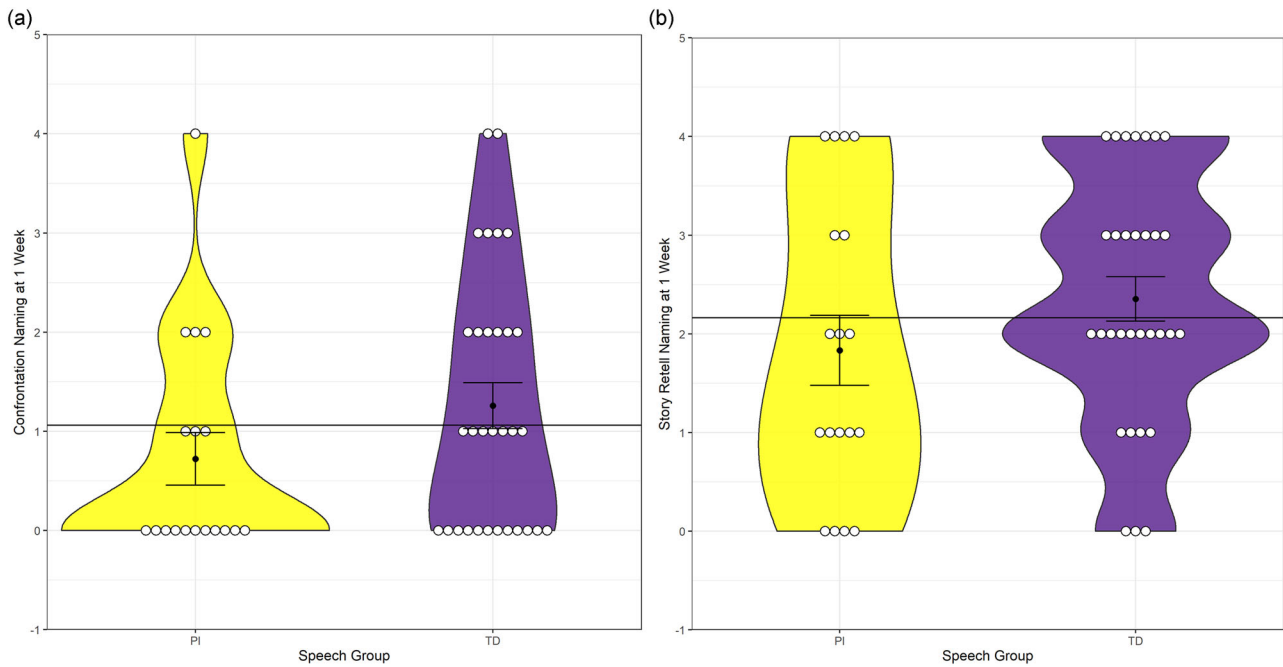 (a)
Confrontation Naming at 1 Week
5
4
3
2
1
0
-1
PI
TD
Speech Group
(b)
Story Retell Naming at 1 Week
5
4
3
2
1
0
-1
PI
TD
Speech Group